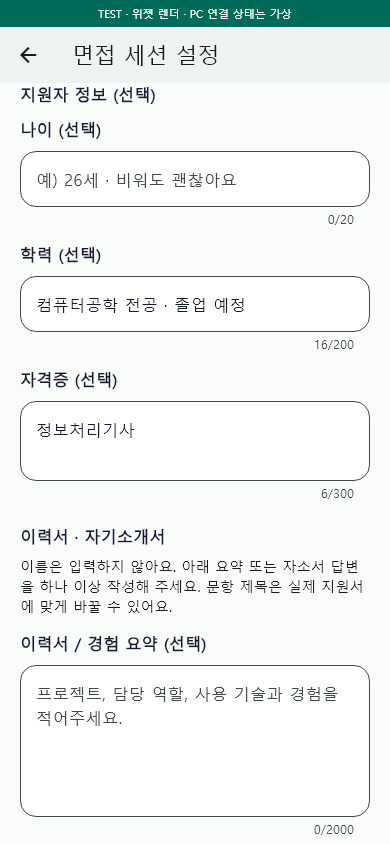 TEST · 위젯 렌더 · PC 연결 상태는 가상
면접 세션 설정
지원자 정보 (선택)
나이 (선택)
예) 26세 · 비워도 괜찮아요
0/20
학력 (선택)
컴퓨터공학 전공 · 졸업 예정
16/200
자격증 (선택)
정보처리기사
6/300
이력서 · 자기소개서
이름은 입력하지 않아요. 아래 요약 또는 자소서 답변
을 하나 이상 작성해 주세요. 문항 제목은 실제 지원서
에 맞게 바꿀 수 있어요.
이력서 / 경험 요약 (선택)
프로젝트, 담당 역할, 사용 기술과 경험을
적어주세요.
0/2000